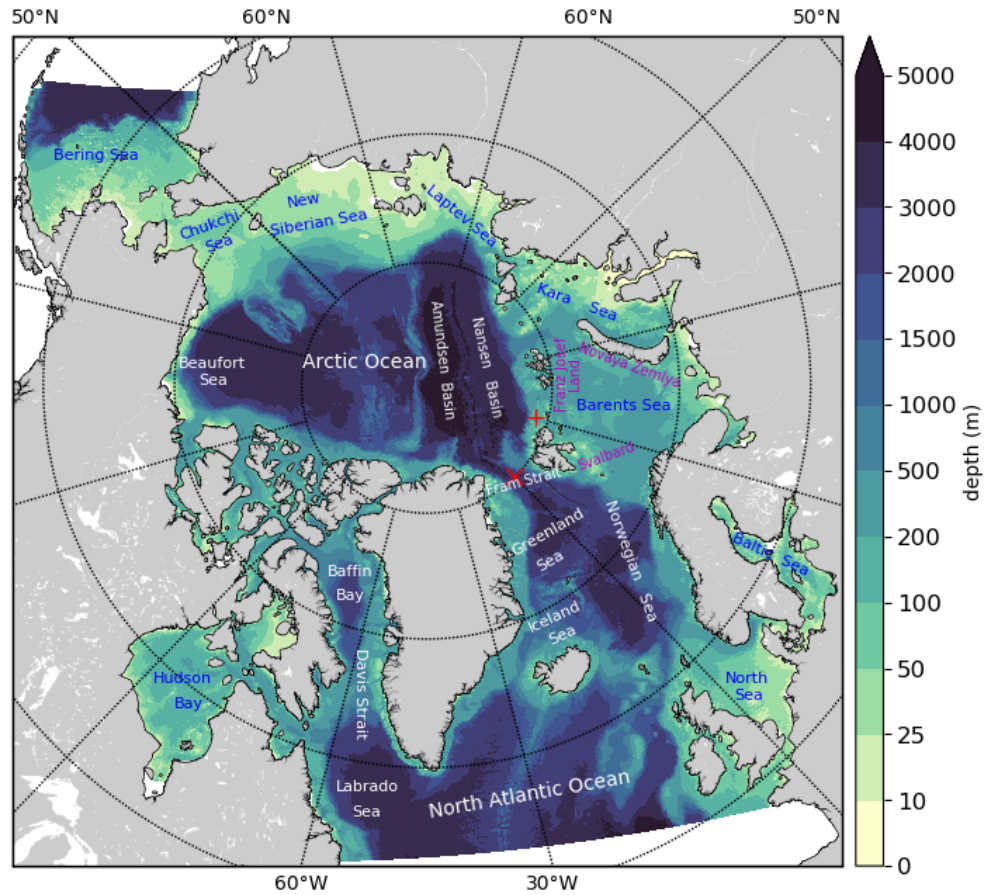 50°N
60°N
60°N
50°N
Bering Sea
Chukchi
Sea
New
Siberian Sea
Laptev Sea
Kara Sea
Novaya Zemlya
Franz Josef
Land
Barents Sea
Svalbard
Arctic Ocean
Beaufort
Sea
Amundsen
Basin
Nansen
Basin
Fram Strait
Greenland
Sea
Norwegian
Sea
Iceland
Sea
Baltic Sea
Baffin
Bay
Davis Strait
Hudson
Bay
North
Sea
Labrado
Sea
North Atlantic Ocean
60°W
30°W
5000
4000
3000
2000
1500
1000
500
200
100
50
25
10
0
depth (m)